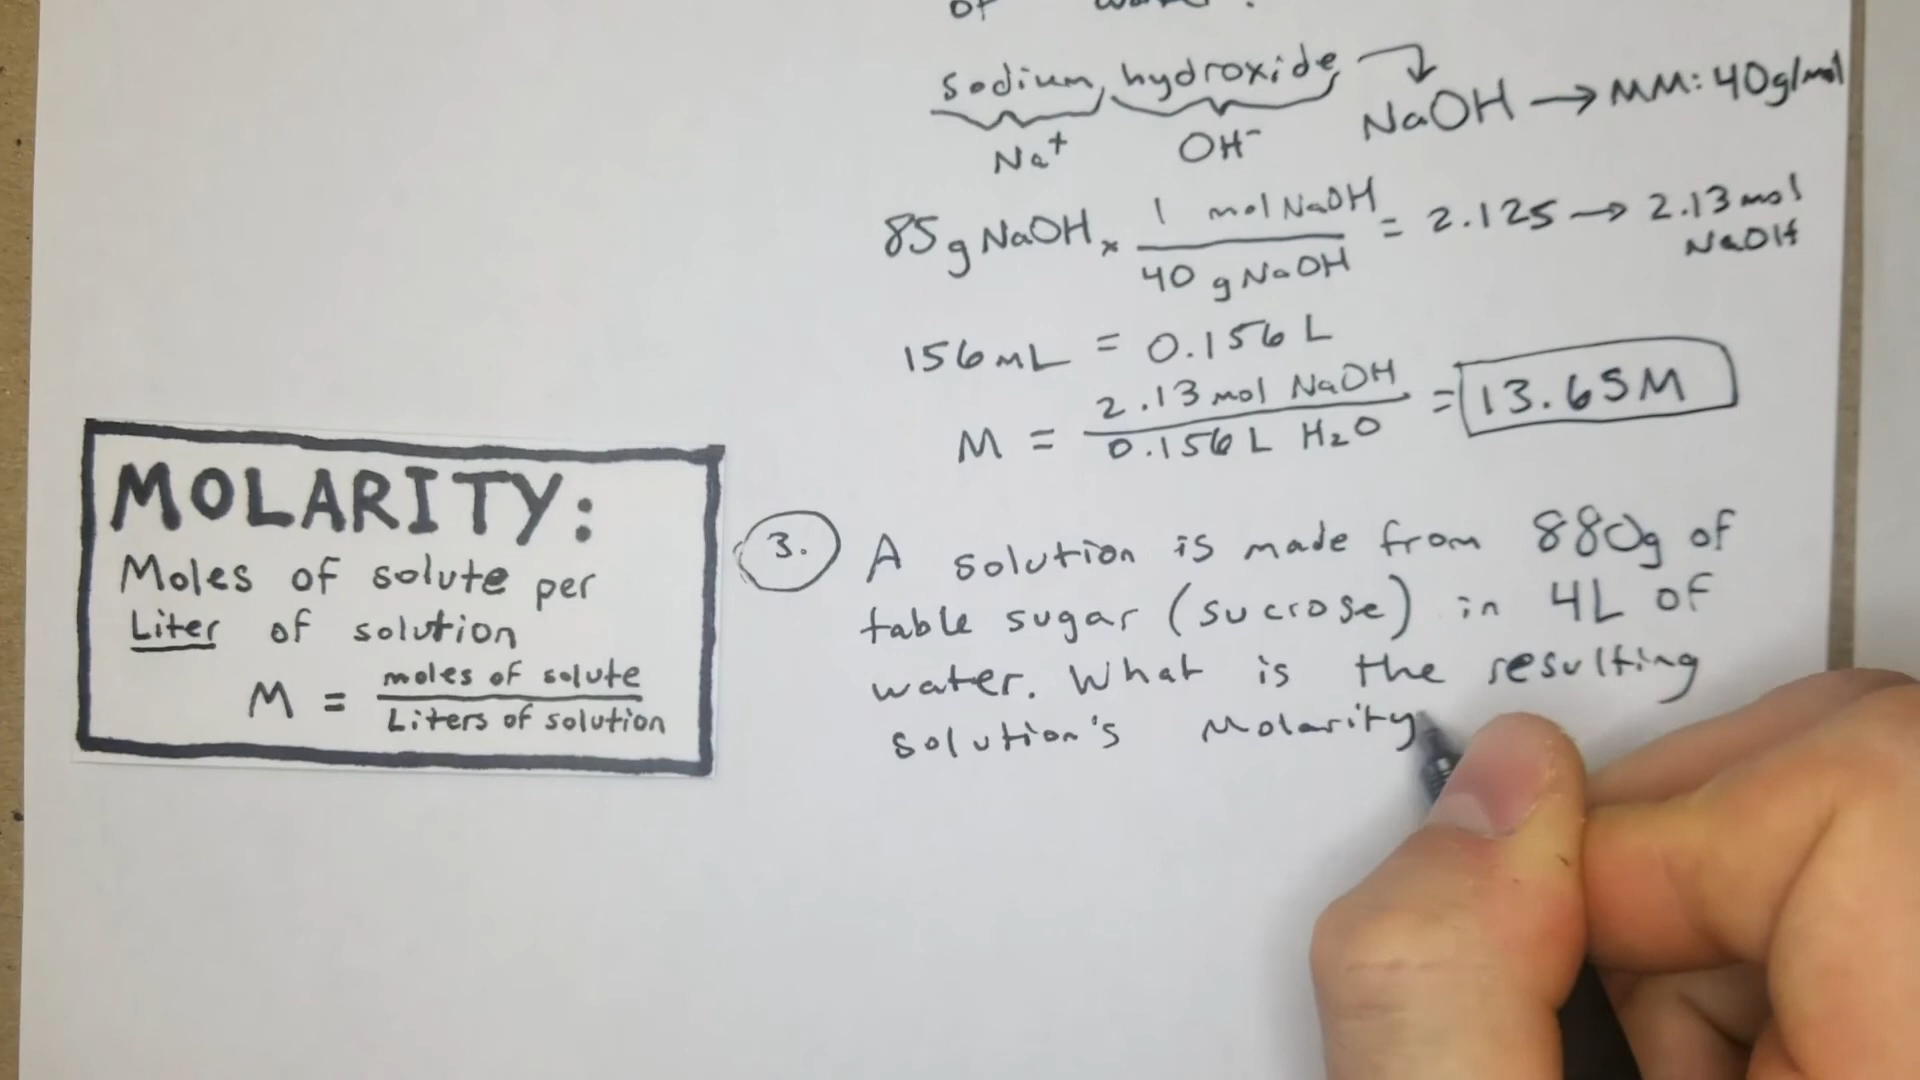 of water.
sodium hydroxide → NaOH → MM: 40g/mol
Na⁺ OH⁻
85g NaOH x 1 mol NaOH / 40 g NaOH = 2.125 → 2.13 mol NaOH
156mL = 0.156 L
M = 2.13 mol NaOH / 0.156 L H₂O = 13.65M
MOLARITY:
Moles of solute per
Liter of solution
M = moles of solute / Liters of solution
3. A solution is made from 880g of
table sugar (sucrose) in 4L of
water. What is the resulting
solution's Molarity